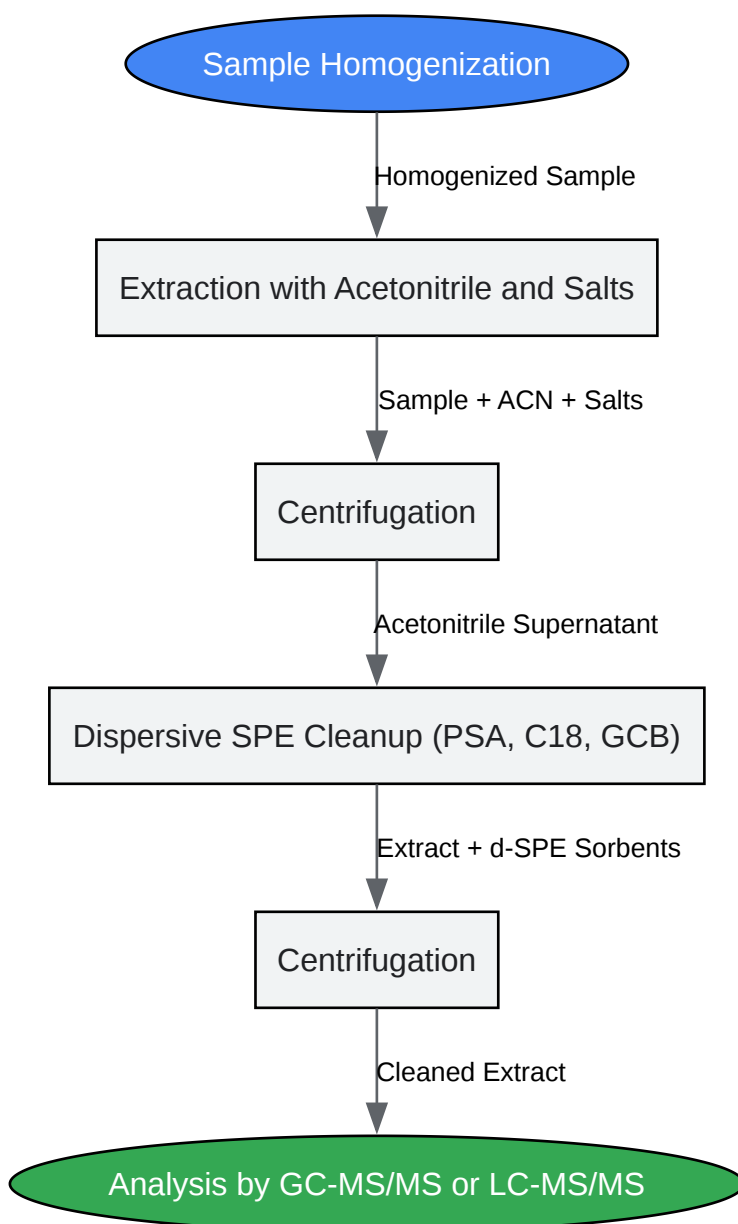 Sample Homogenization
Homogenized Sample
Extraction with Acetonitrile and Salts
Sample + ACN + Salts
Centrifugation
Acetonitrile Supernatant
Dispersive SPE Cleanup (PSA, C18, GCB)
Extract + d-SPE Sorbents
Centrifugation
Cleaned Extract
Analysis by GC-MS/MS or LC-MS/MS